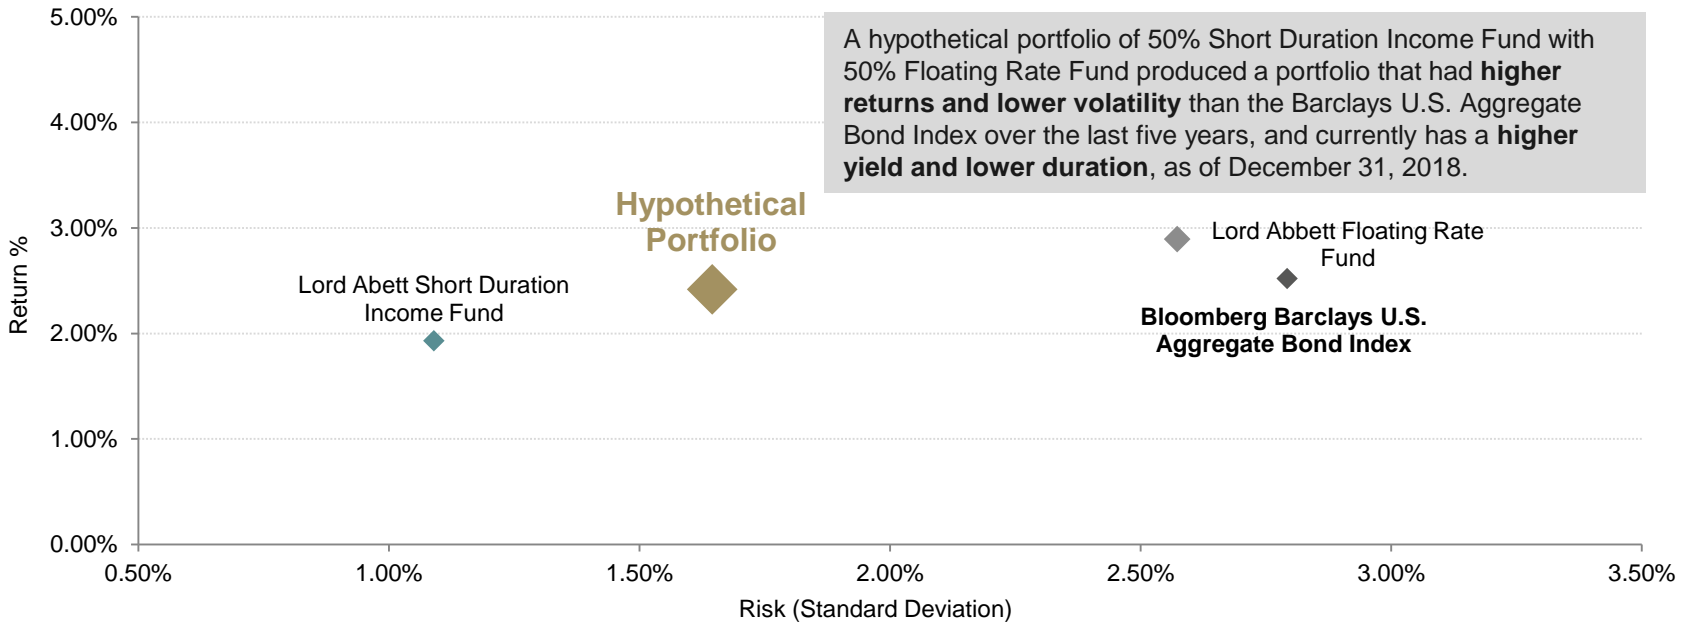 5.00%
4.00%
3.00%
2.00%
1.00%
0.00%
Return %
A hypothetical portfolio of 50% Short Duration Income Fund with
50% Floating Rate Fund produced a portfolio that had higher
returns and lower volatility than the Barclays U.S. Aggregate
Bond Index over the last five years, and currently has a higher
yield and lower duration, as of December 31, 2018.
Hypothetical
Portfolio
Lord Abett Short Duration
Income Fund
Lord Abbett Floating Rate
Fund
Bloomberg Barclays U.S.
Aggregate Bond Index
0.50%
1.00%
1.50%
2.00%
2.50%
3.00%
3.50%
Risk (Standard Deviation)